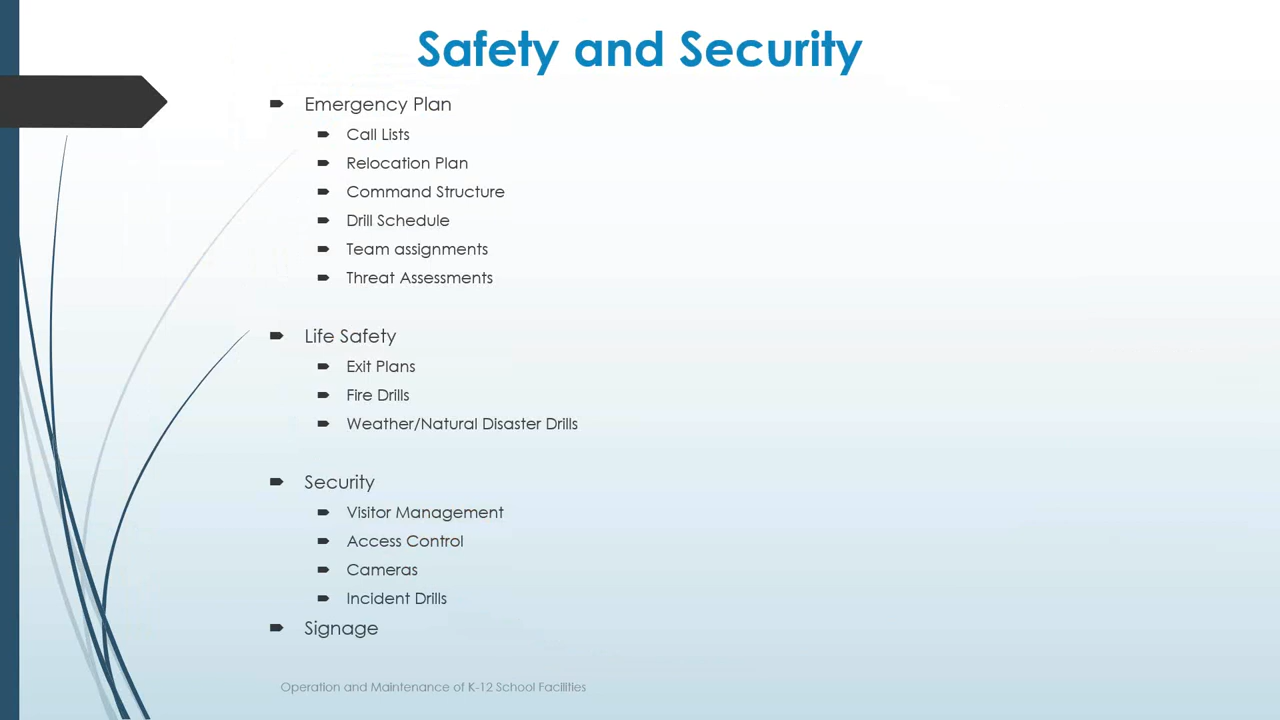 Safety and Security
Emergency Plan
Call Lists
Relocation Plan
Command Structure
Drill Schedule
Team assignments
Threat Assessments
Life Safety
Exit Plans
Fire Drills
Weather/Natural Disaster Drills
Security
Visitor Management
Access Control
Cameras
Incident Drills
Signage
Operation and Maintenance of K-12 School Facilities